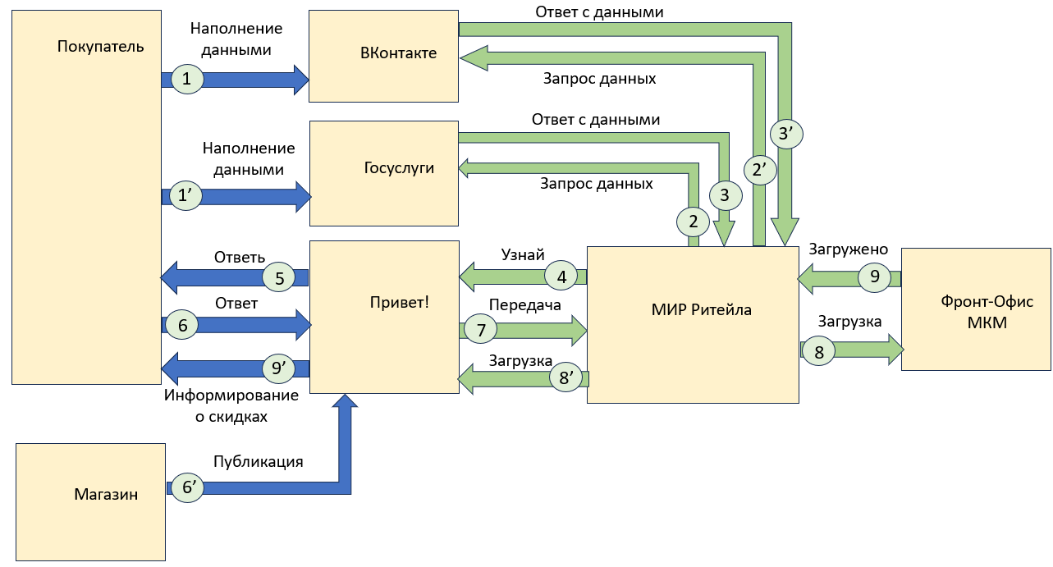 Ответ с данными
Покупатель
Наполнение
данными
ВКонтакте
1
Запрос данных
Ответ с данными
3’
Наполнение
данными
Госуслуги
2’
Запрос данных
1’
3
2
Ответь
Узнай
Загружено
5
4
9
Ответ
Привет!
Передача
МИР Ритейла
Фронт-Офис
МКМ
6
7
Загрузка
8
Загрузка
9’
8’
Информирование
о скидках
Публикация
Магазин
6’